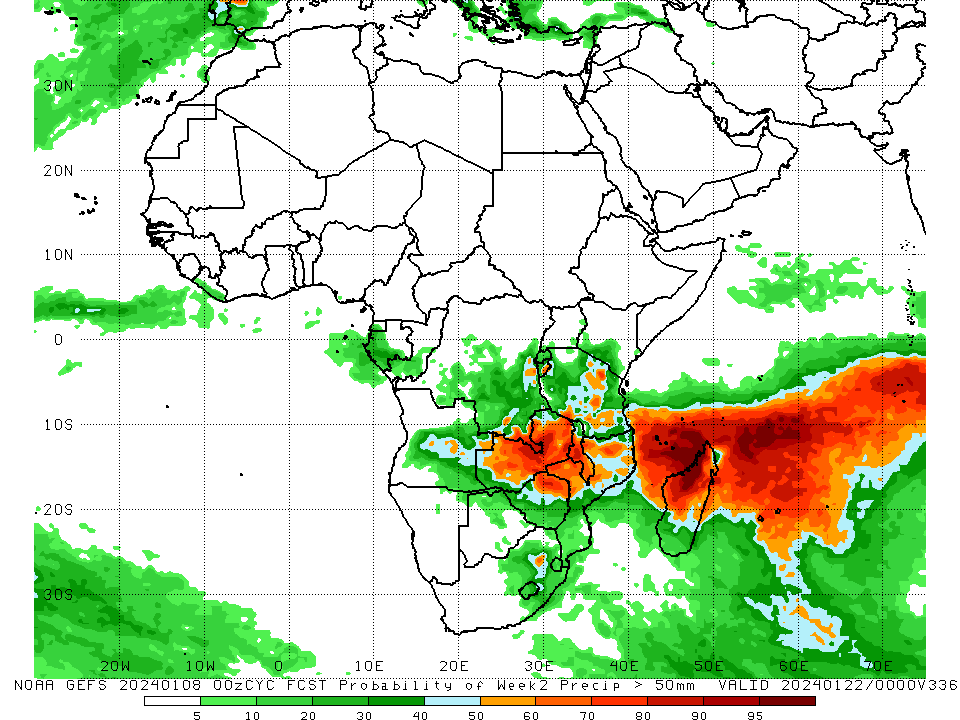 30N
20N
10N
0
10S
20S
30S
20W 10W 0 10E 20E 30E 40E 50E 60E 70E
NOAA GEFS 20240108 00zCYC FCST Probability of Week2 Precip > 50mm VALID 20240122/0000V336
5 10 20 30 40 50 60 70 80 90 95